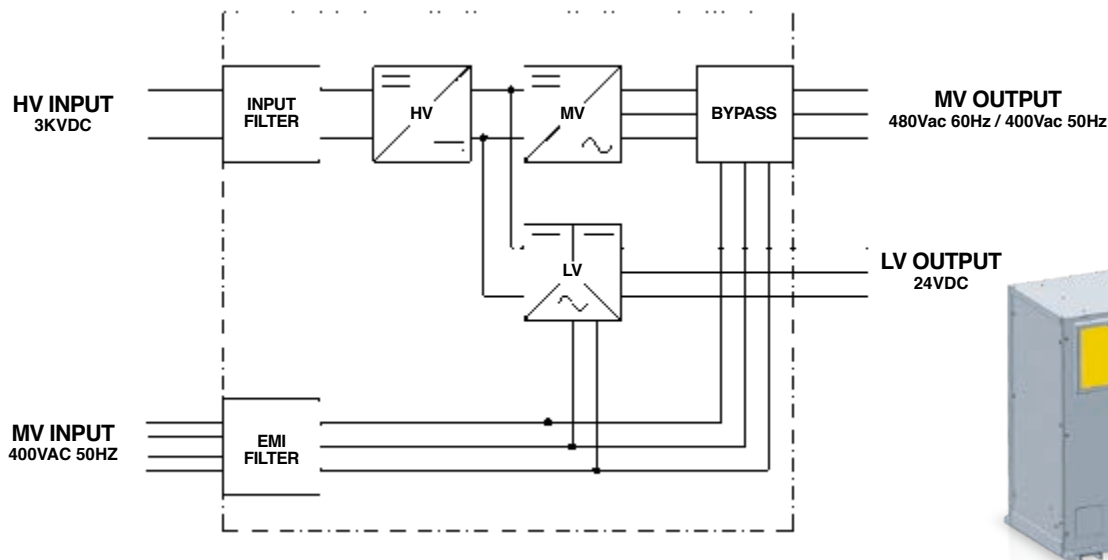 HV INPUT
3KVDC
INPUT
FILTER
HV
MV
BYPASS
MV OUTPUT
480Vac 60Hz / 400Vac 50Hz
LV
LV OUTPUT
24VDC
MV INPUT
400VAC 50HZ
EMI
FILTER